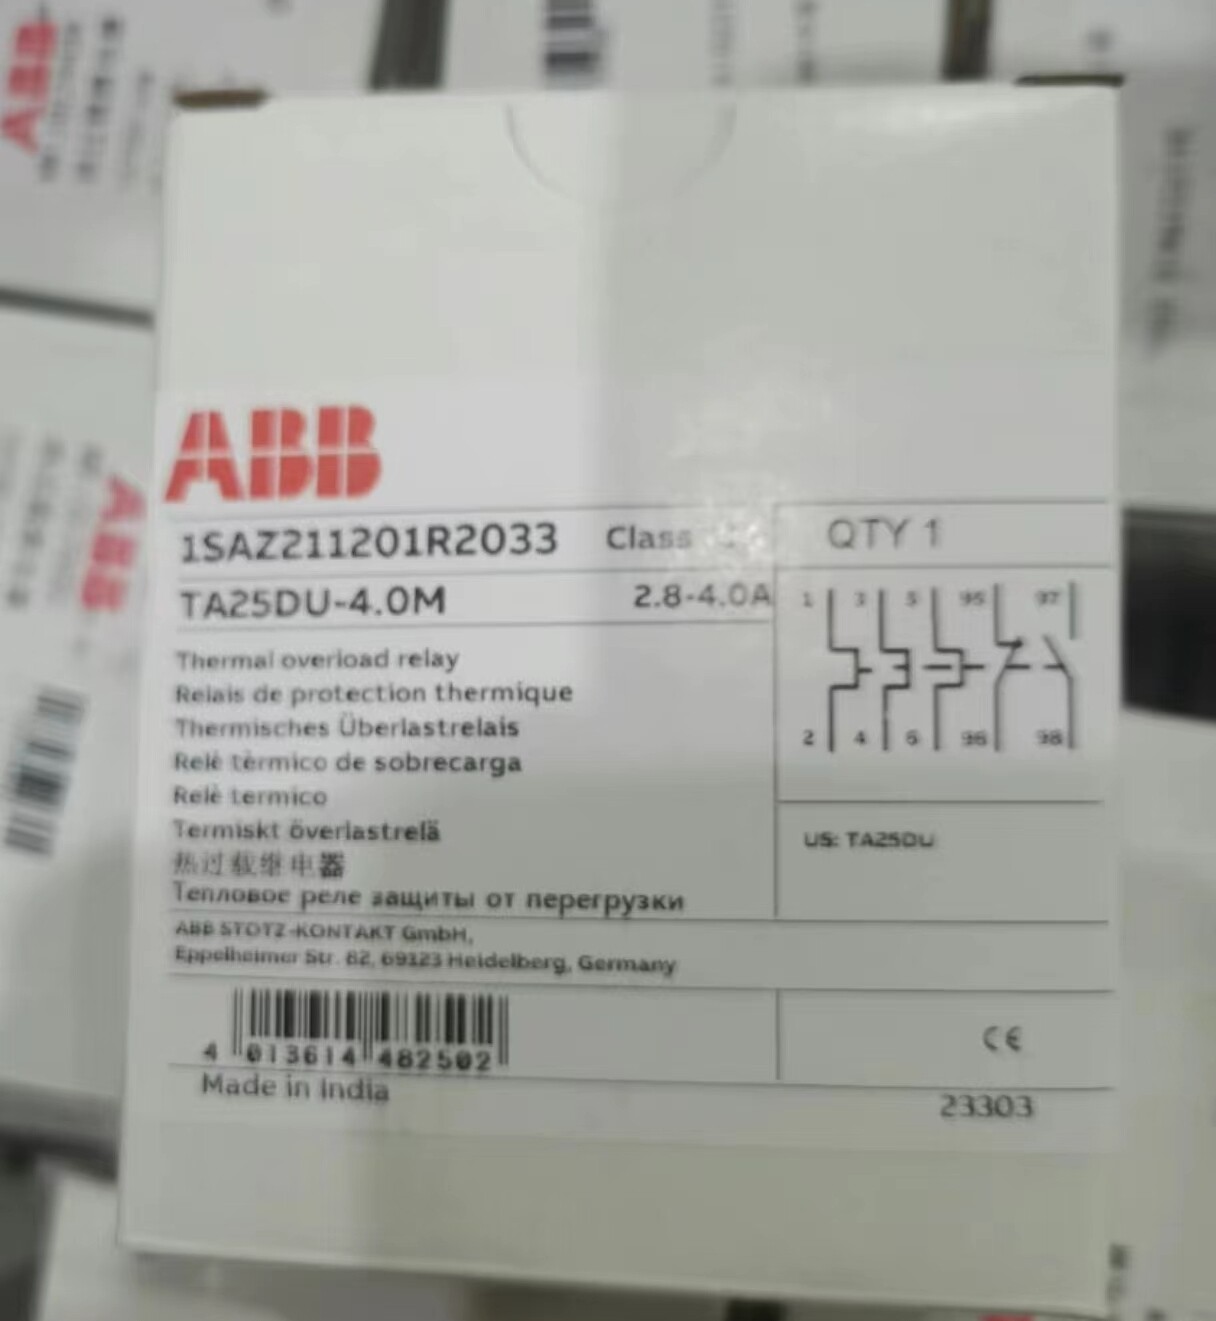 ABB
1SAZ211201R2033 Class QTY 1
TA25DU-4.0M 2.8-4.0A
1 3 5 95 97
2 4 6 96 98
Thermal overload relay
Relais de protection thermique
Thermisches Überlastrelais
Relè tèrmico de sobrecarga
Relè termico
Termiskt överlastrelä
热过载继电器
Тепловое реле защиты от перегрузки
US: TA25DU
ABB STOTZ-KONTAKT GmbH,
Eppelheimer Str. 82, 69123 Heidelberg, Germany
4 013614 482502
CE
Made in India
23303
ABB
ABB